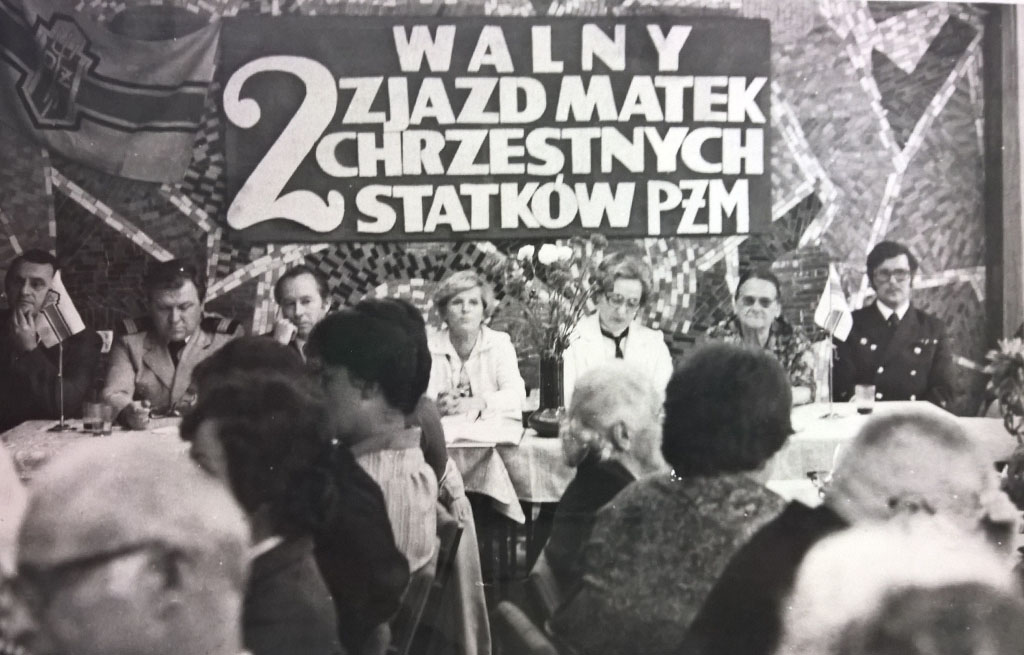 WALNY
2 ZJAZD MATEK
CHRZESTNYCH
STATKÓW PŻM